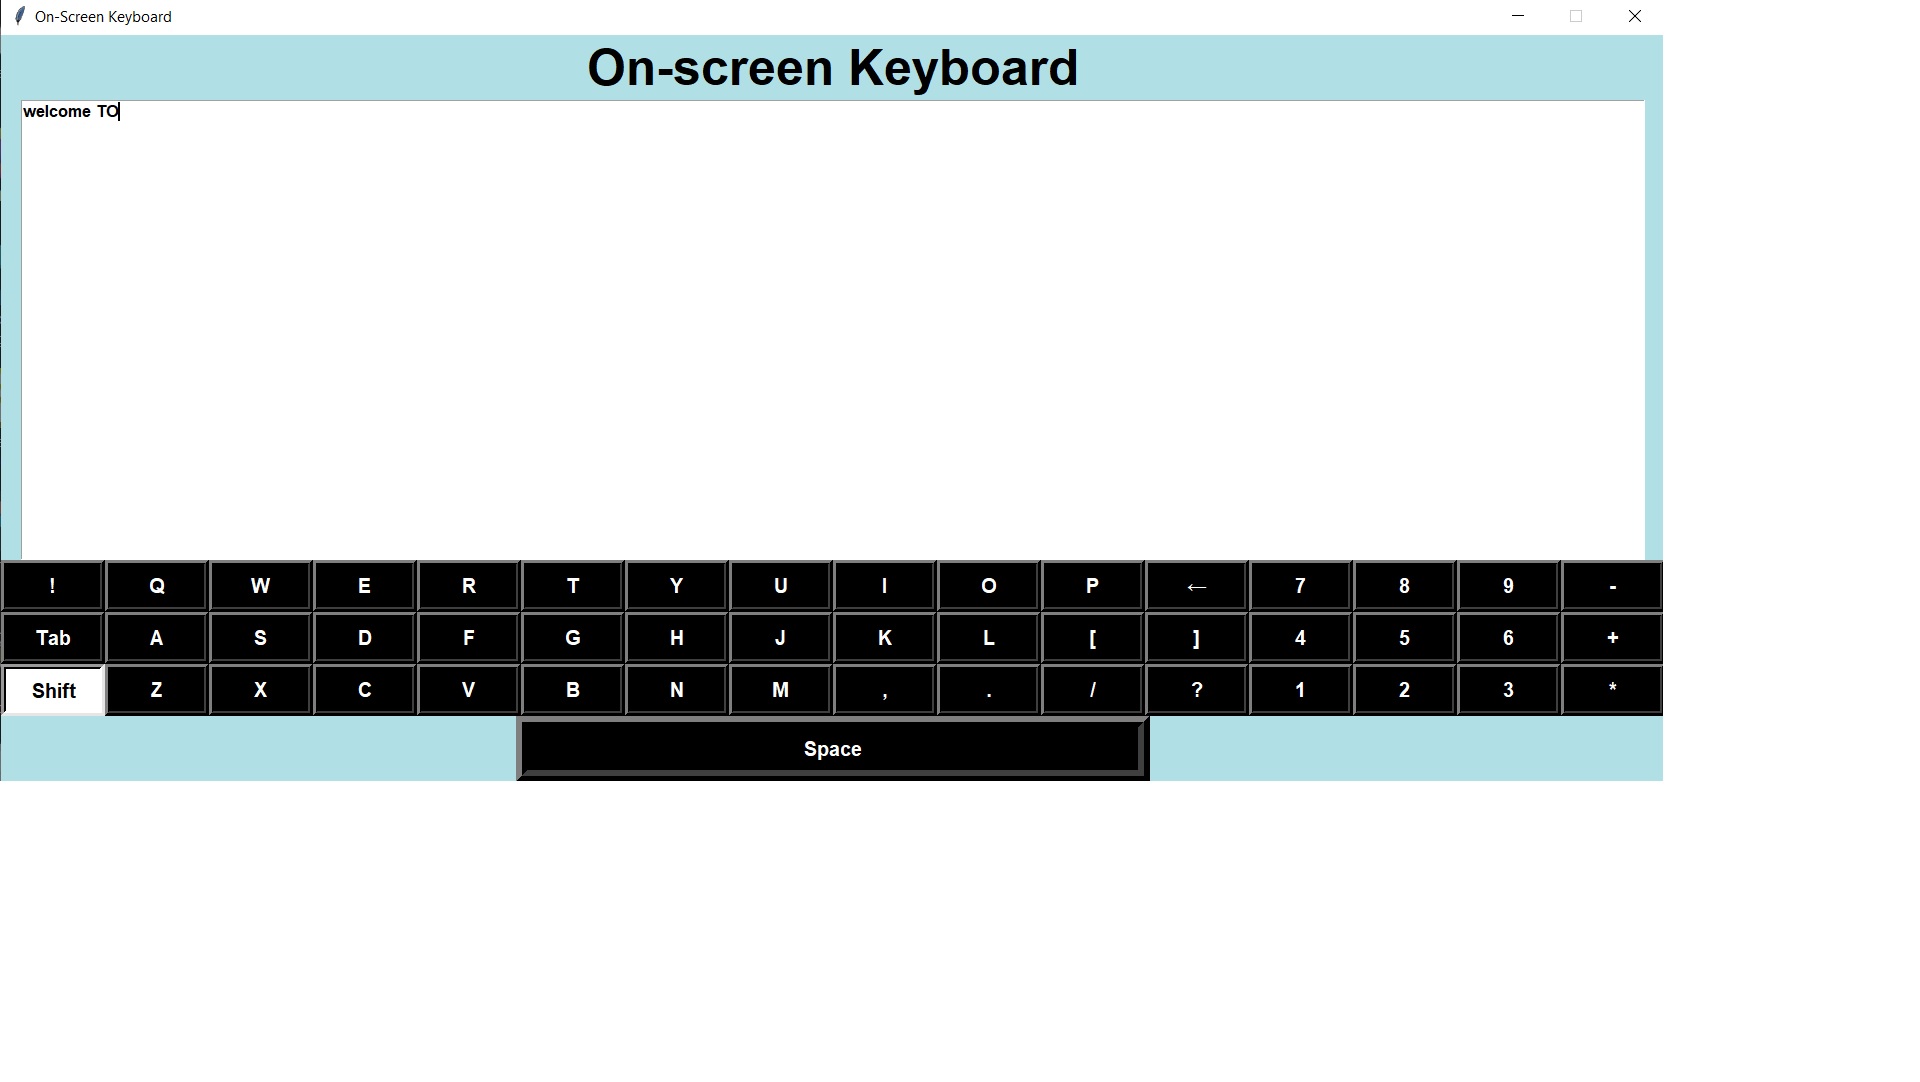 On-Screen Keyboard
On-screen Keyboard
welcome TO
! Q W E R T Y U I O P ← 7 8 9 -
Tab A S D F G H J K L [ ] 4 5 6 +
Shift Z X C V B N M , . / ? 1 2 3 *
Space